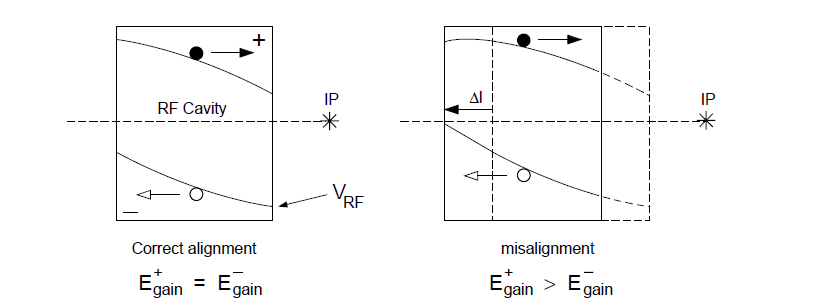 +
RF Cavity
IP
−
V_RF
Correct alignment
E^+_gain = E^−_gain
Δl
IP
misalignment
E^+_gain > E^−_gain